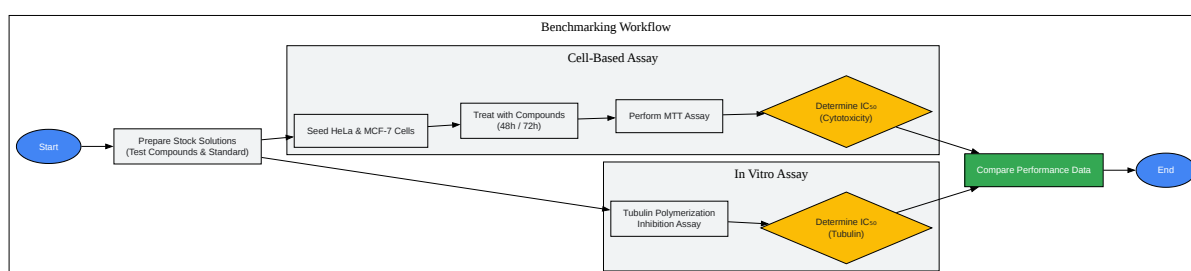 Benchmarking Workflow
Cell-Based Assay
Start
Prepare Stock Solutions
(Test Compounds & Standard)
Seed HeLa & MCF-7 Cells
Treat with Compounds
(48h / 72h)
Perform MTT Assay
Determine IC₅₀
(Cytotoxicity)
In Vitro Assay
Tubulin Polymerization
Inhibition Assay
Determine IC₅₀
(Tubulin)
Compare Performance Data
End